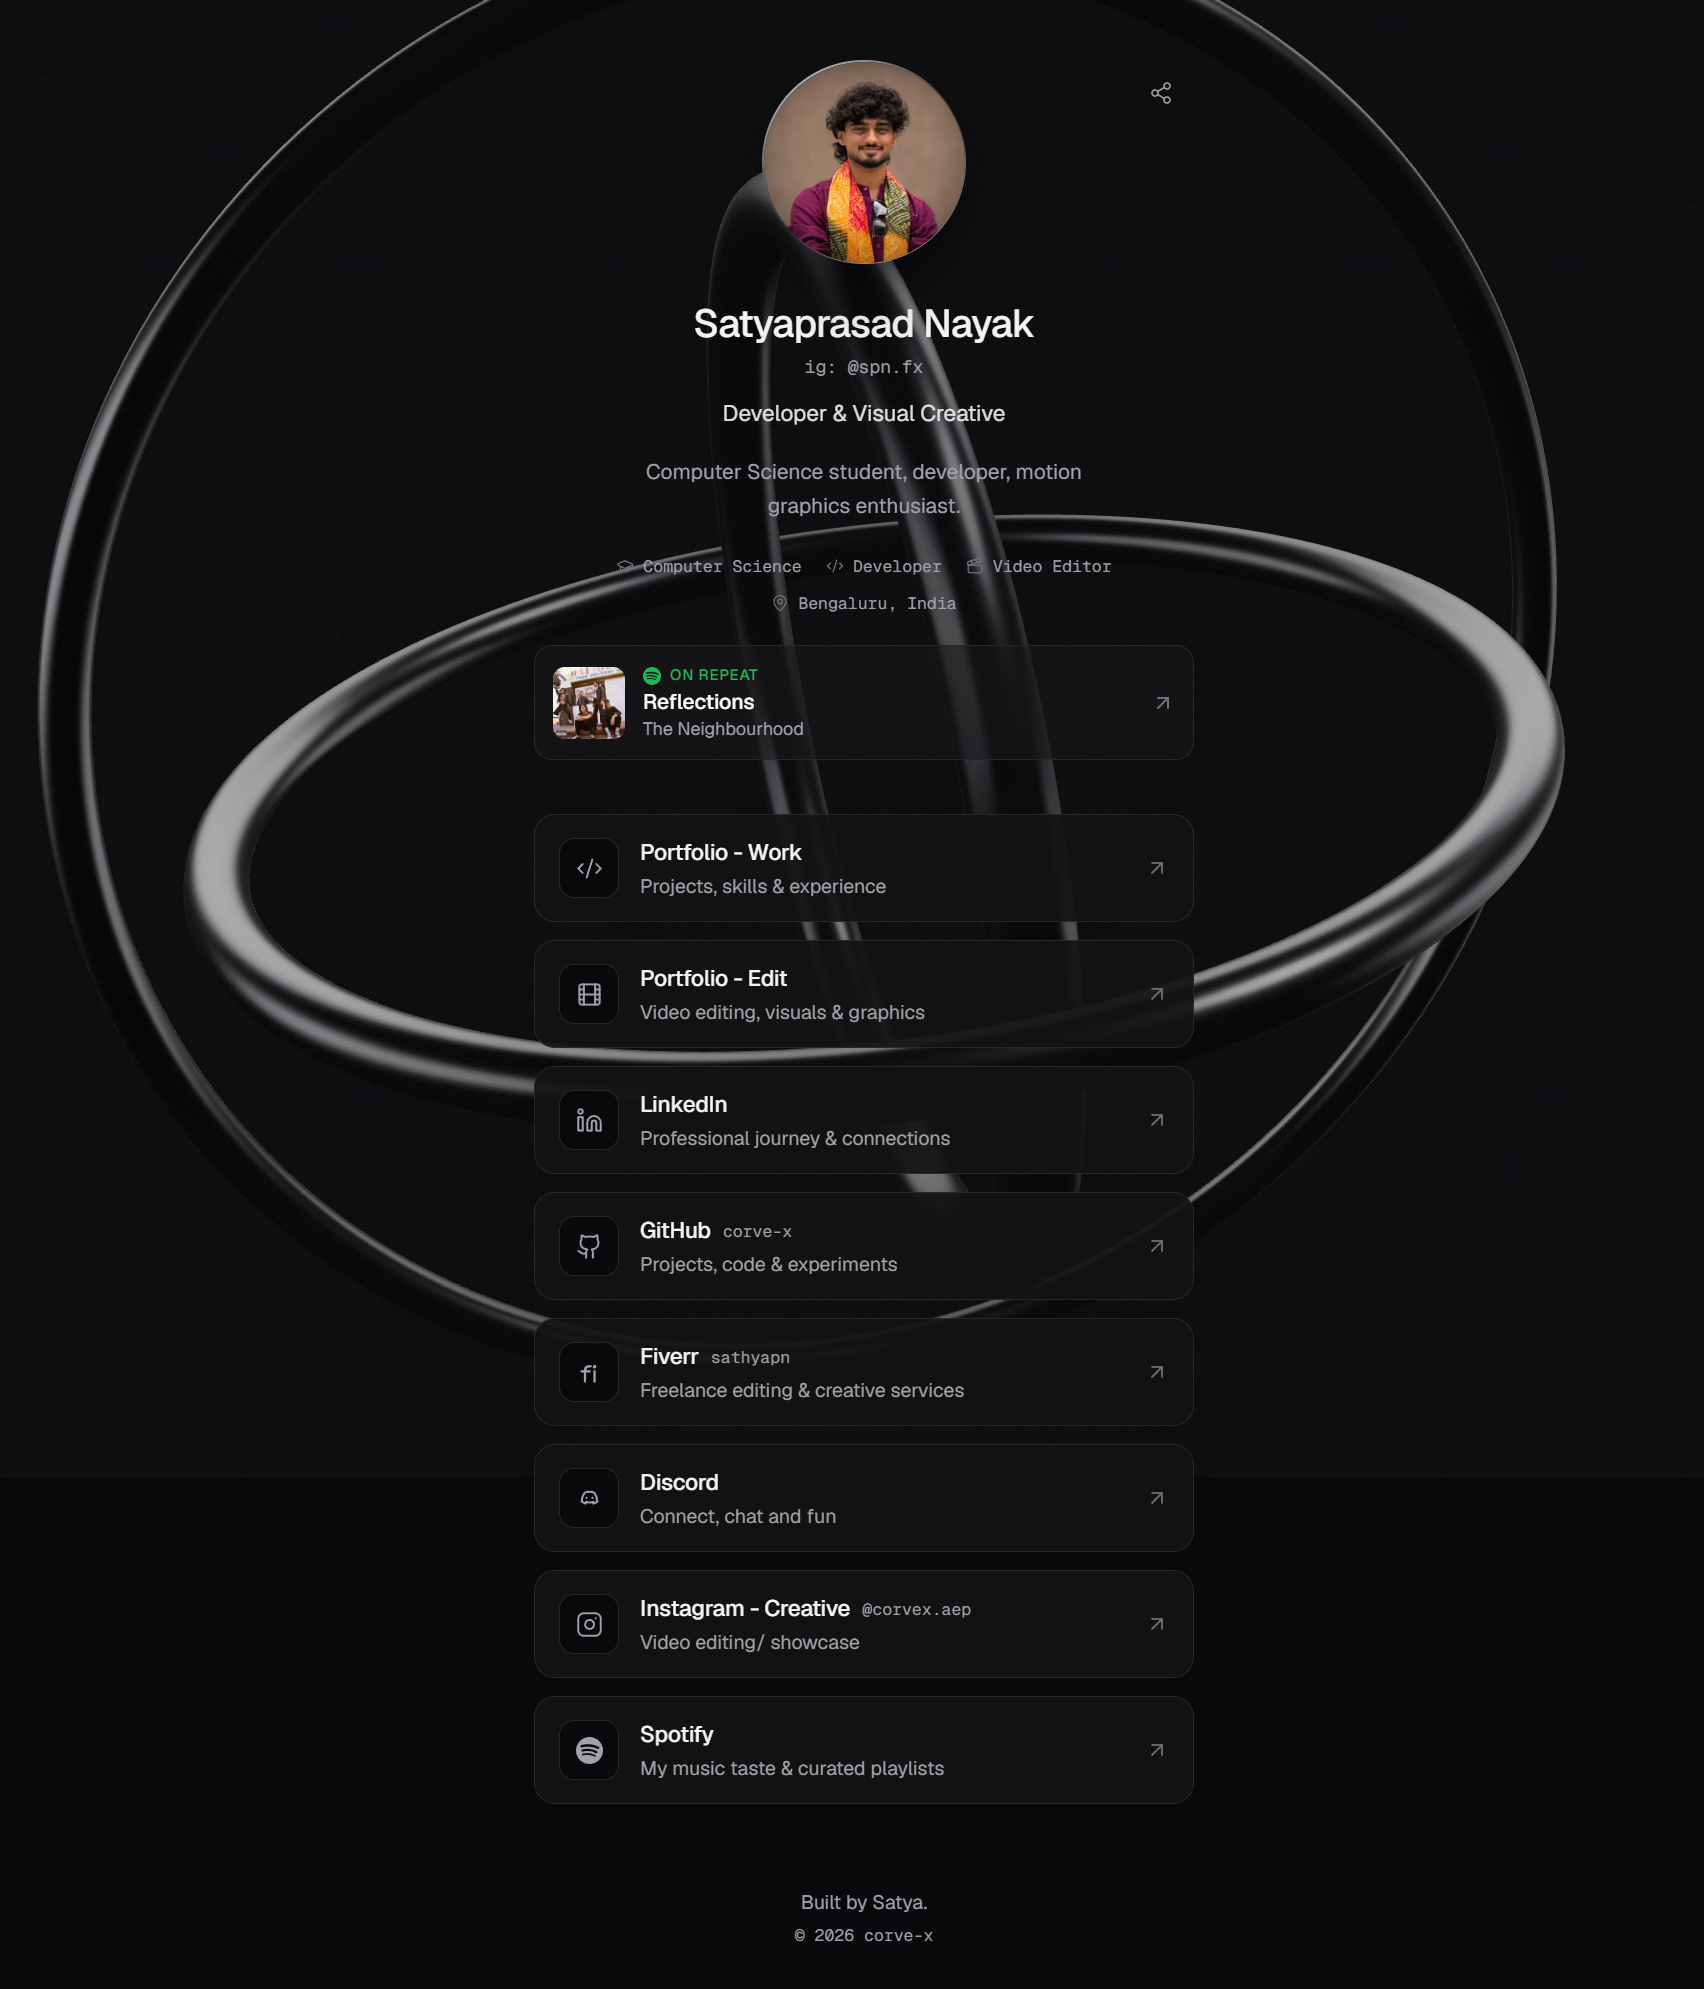 Satyaprasad Nayak
ig: @spn.fx
Developer & Visual Creative
Computer Science student, developer, motion
graphics enthusiast.
Computer Science </> Developer Video Editor
Bengaluru, India
ON REPEAT
Reflections
The Neighbourhood
Portfolio - Work
</> Projects, skills & experience
Portfolio - Edit
Video editing, visuals & graphics
LinkedIn
in Professional journey & connections
GitHub corve-x
Projects, code & experiments
Fiverr sathyapn
fi Freelance editing & creative services
Discord
Connect, chat and fun
Instagram - Creative @corvex.aep
Video editing/ showcase
Spotify
My music taste & curated playlists
Built by Satya.
© 2026 corve-x